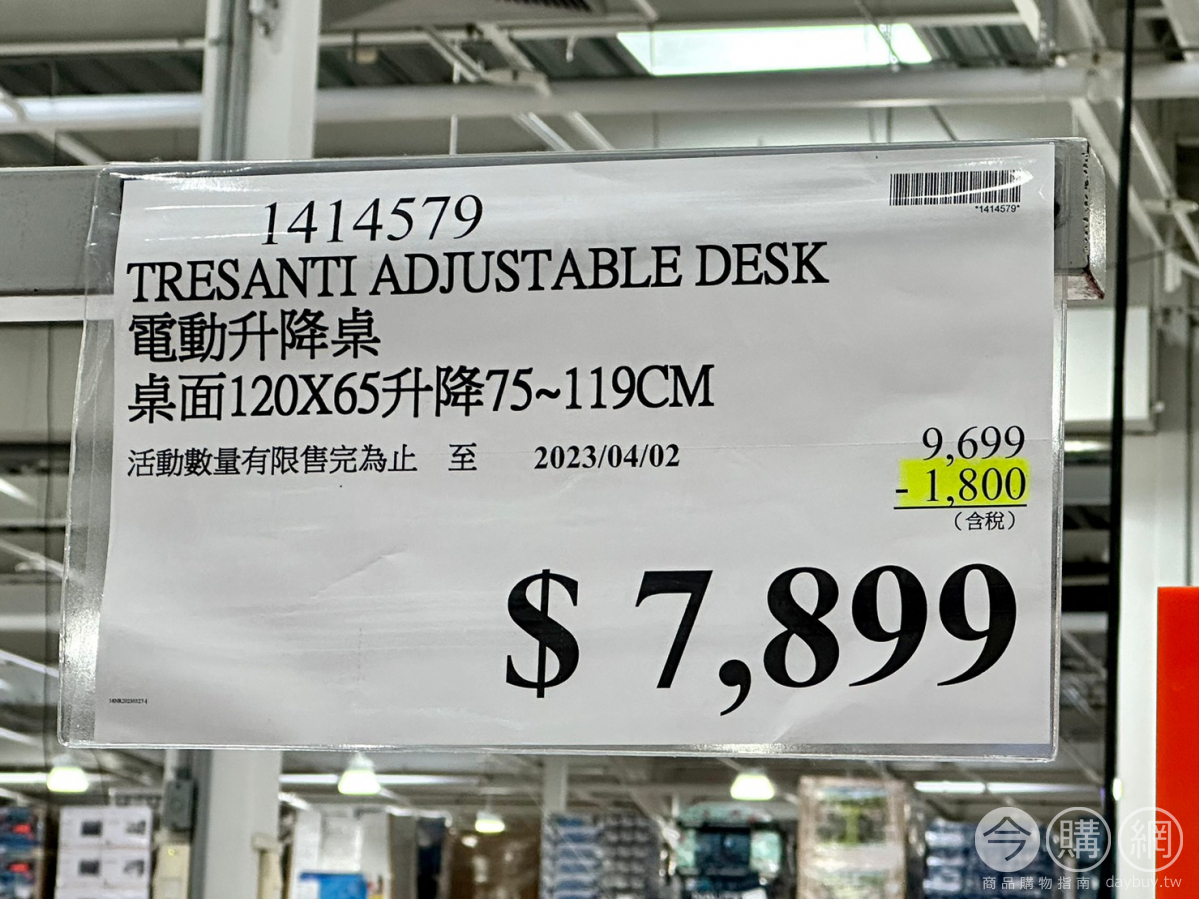 1414579
*1414579*
TRESANTI ADJUSTABLE DESK
電動升降桌
桌面120X65升降75~119CM
活動數量有限售完為止 至 2023/04/02
9,699
- 1,800
(含稅)
$ 7,899
今購網
商品購物指南 daybuy.tw